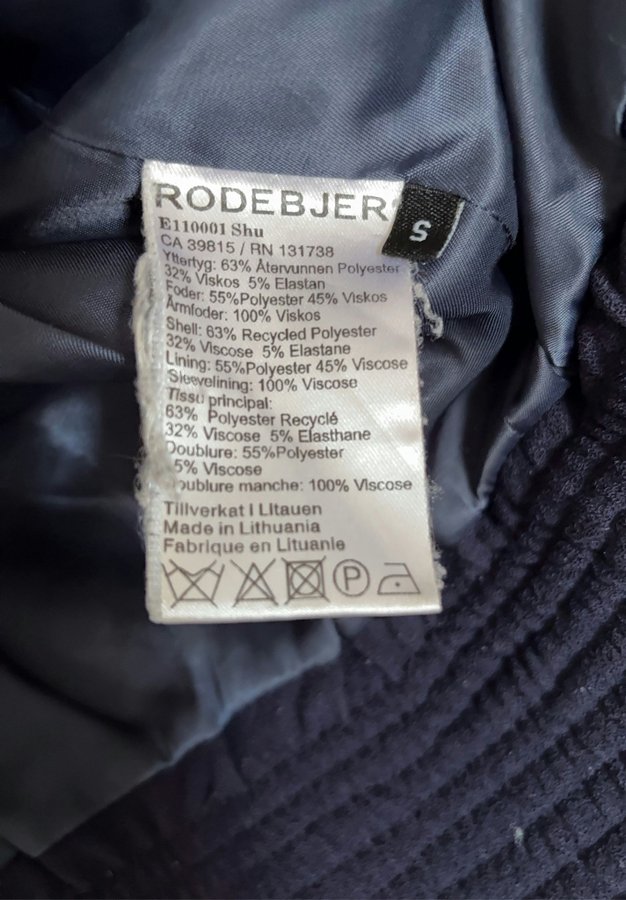 RODEBJER
S
E110001 Shu
CA 39815 / RN 131738
Yttertyg: 63% Återvunnen Polyester
32% Viskos 5% Elastan
Foder: 55%Polyester 45% Viskos
Ärmfoder: 100% Viskos
Shell: 63% Recycled Polyester
32% Viscose 5% Elastane
Lining: 55%Polyester 45% Viscose
Sleevelining: 100% Viscose
Tissu principal:
63% Polyester Recyclé
32% Viscose 5% Elasthane
Doublure: 55%Polyester
5% Viscose
oublure manche: 100% Viscose
Tillverkat I Litauen
Made in Lithuania
Fabrique en Lituanie
P